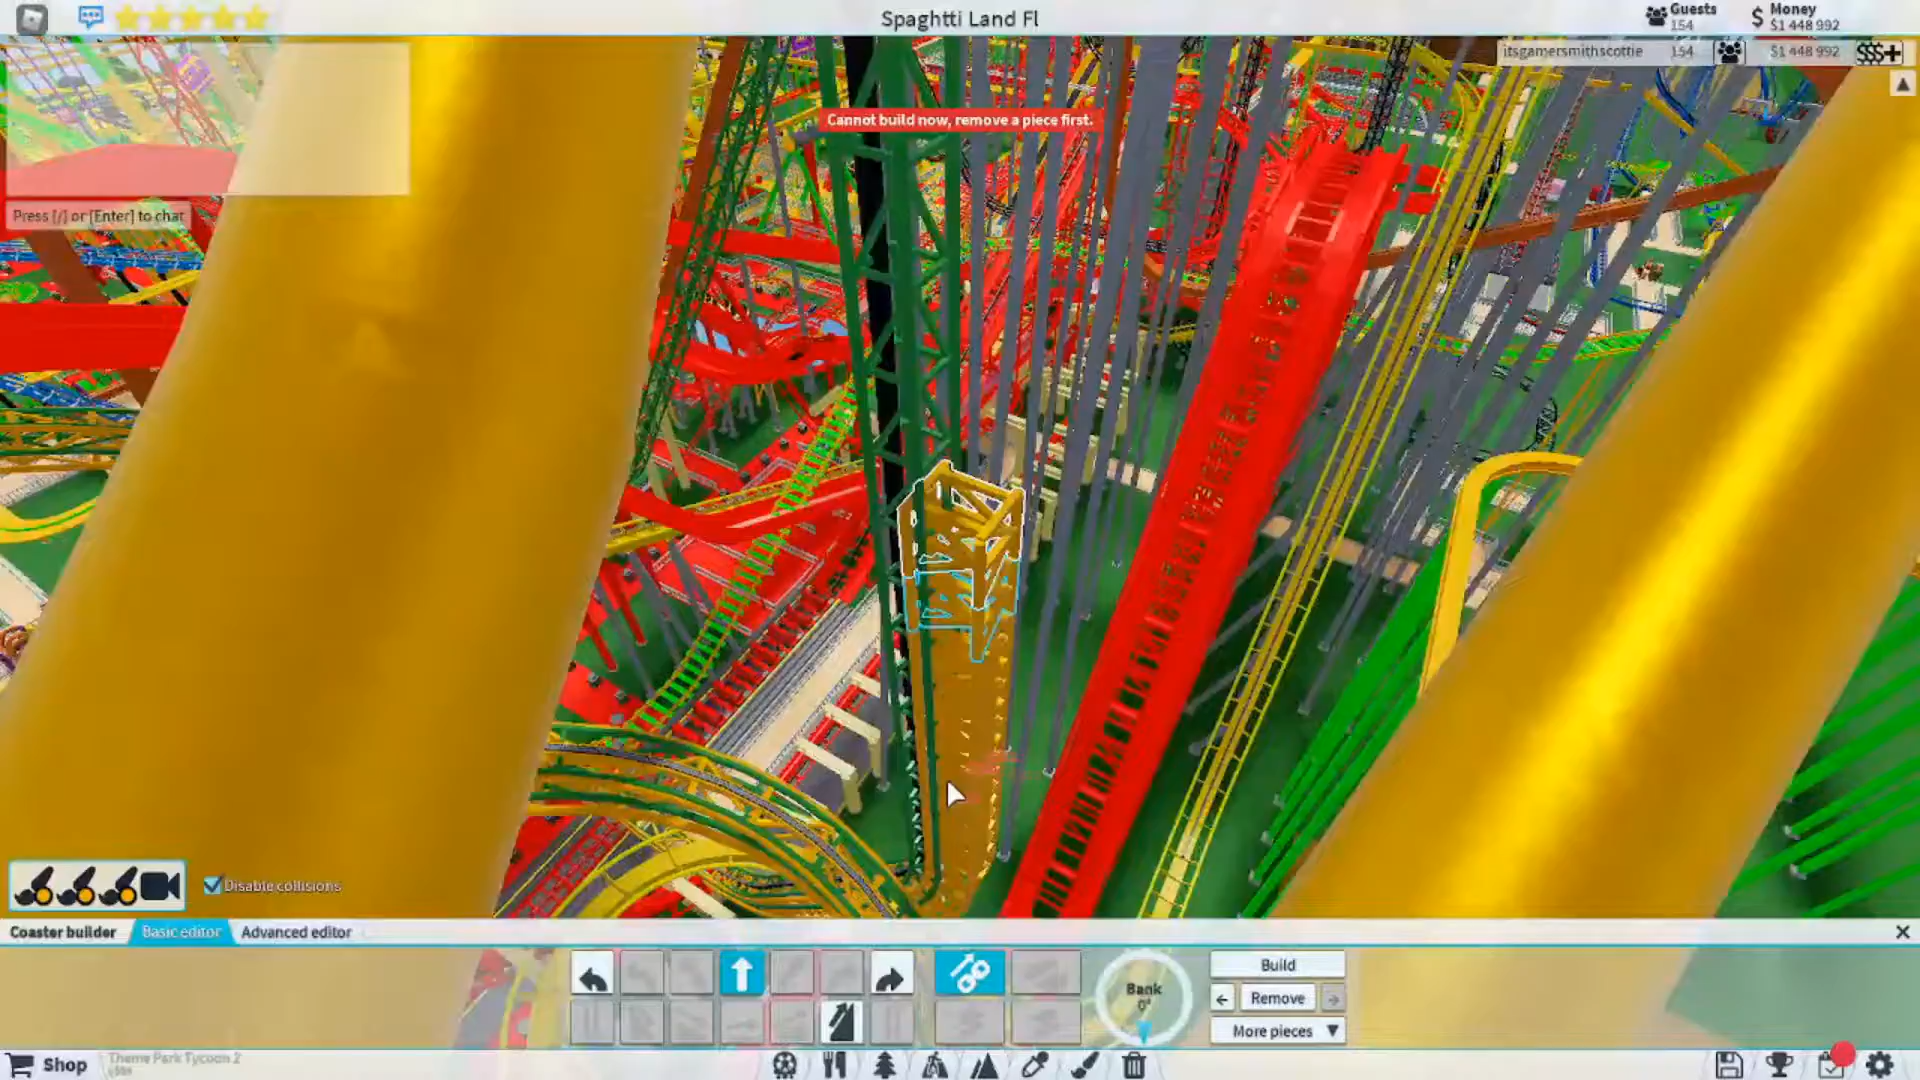 Spaghtti Land Fl
Guests
154
Money
$1 448 992
itsgamersmithscottie 154 $1 448 992 $$$+
Cannot build now, remove a piece first.
Press [/] or [Enter] to chat
Disable collisions
Coaster builder Basic editor Advanced editor
Bank
0°
Build
Remove
More pieces
Shop
Theme Park Tycoon 2